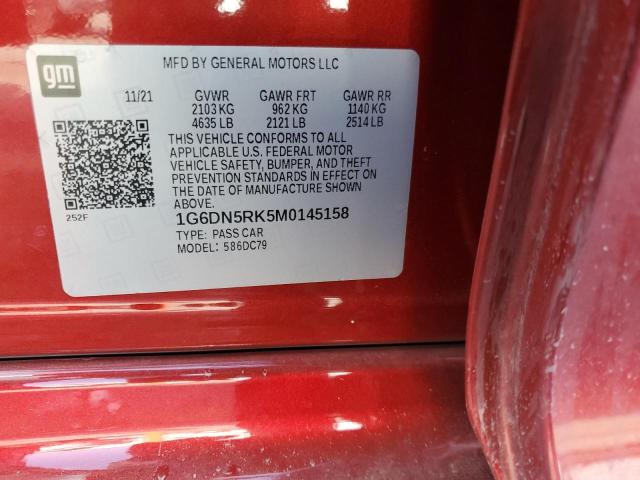 gm
MFD BY GENERAL MOTORS LLC
11/21 GVWR GAWR FRT GAWR RR
2103 KG 962 KG 1140 KG
4635 LB 2121 LB 2514 LB
THIS VEHICLE CONFORMS TO ALL
APPLICABLE U.S. FEDERAL MOTOR
VEHICLE SAFETY, BUMPER, AND THEFT
PREVENTION STANDARDS IN EFFECT ON
THE DATE OF MANUFACTURE SHOWN
ABOVE.
252F 1G6DN5RK5M0145158
TYPE: PASS CAR
MODEL: 586DC79